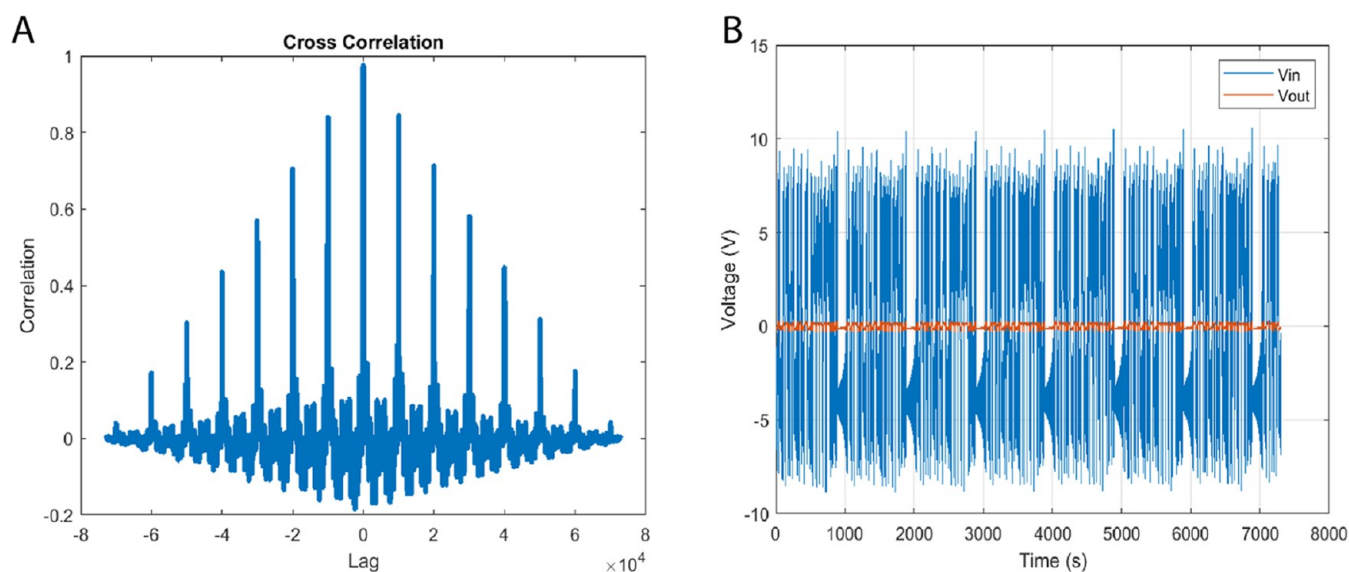 A
Cross Correlation
1
0.8
0.6
0.4
0.2
0
-0.2
Correlation
-8 -6 -4 -2 0 2 4 6 8
Lag
×10⁴
B
15
10
5
0
-5
-10
Voltage (V)
Vin
Vout
0 1000 2000 3000 4000 5000 6000 7000 8000
Time (s)